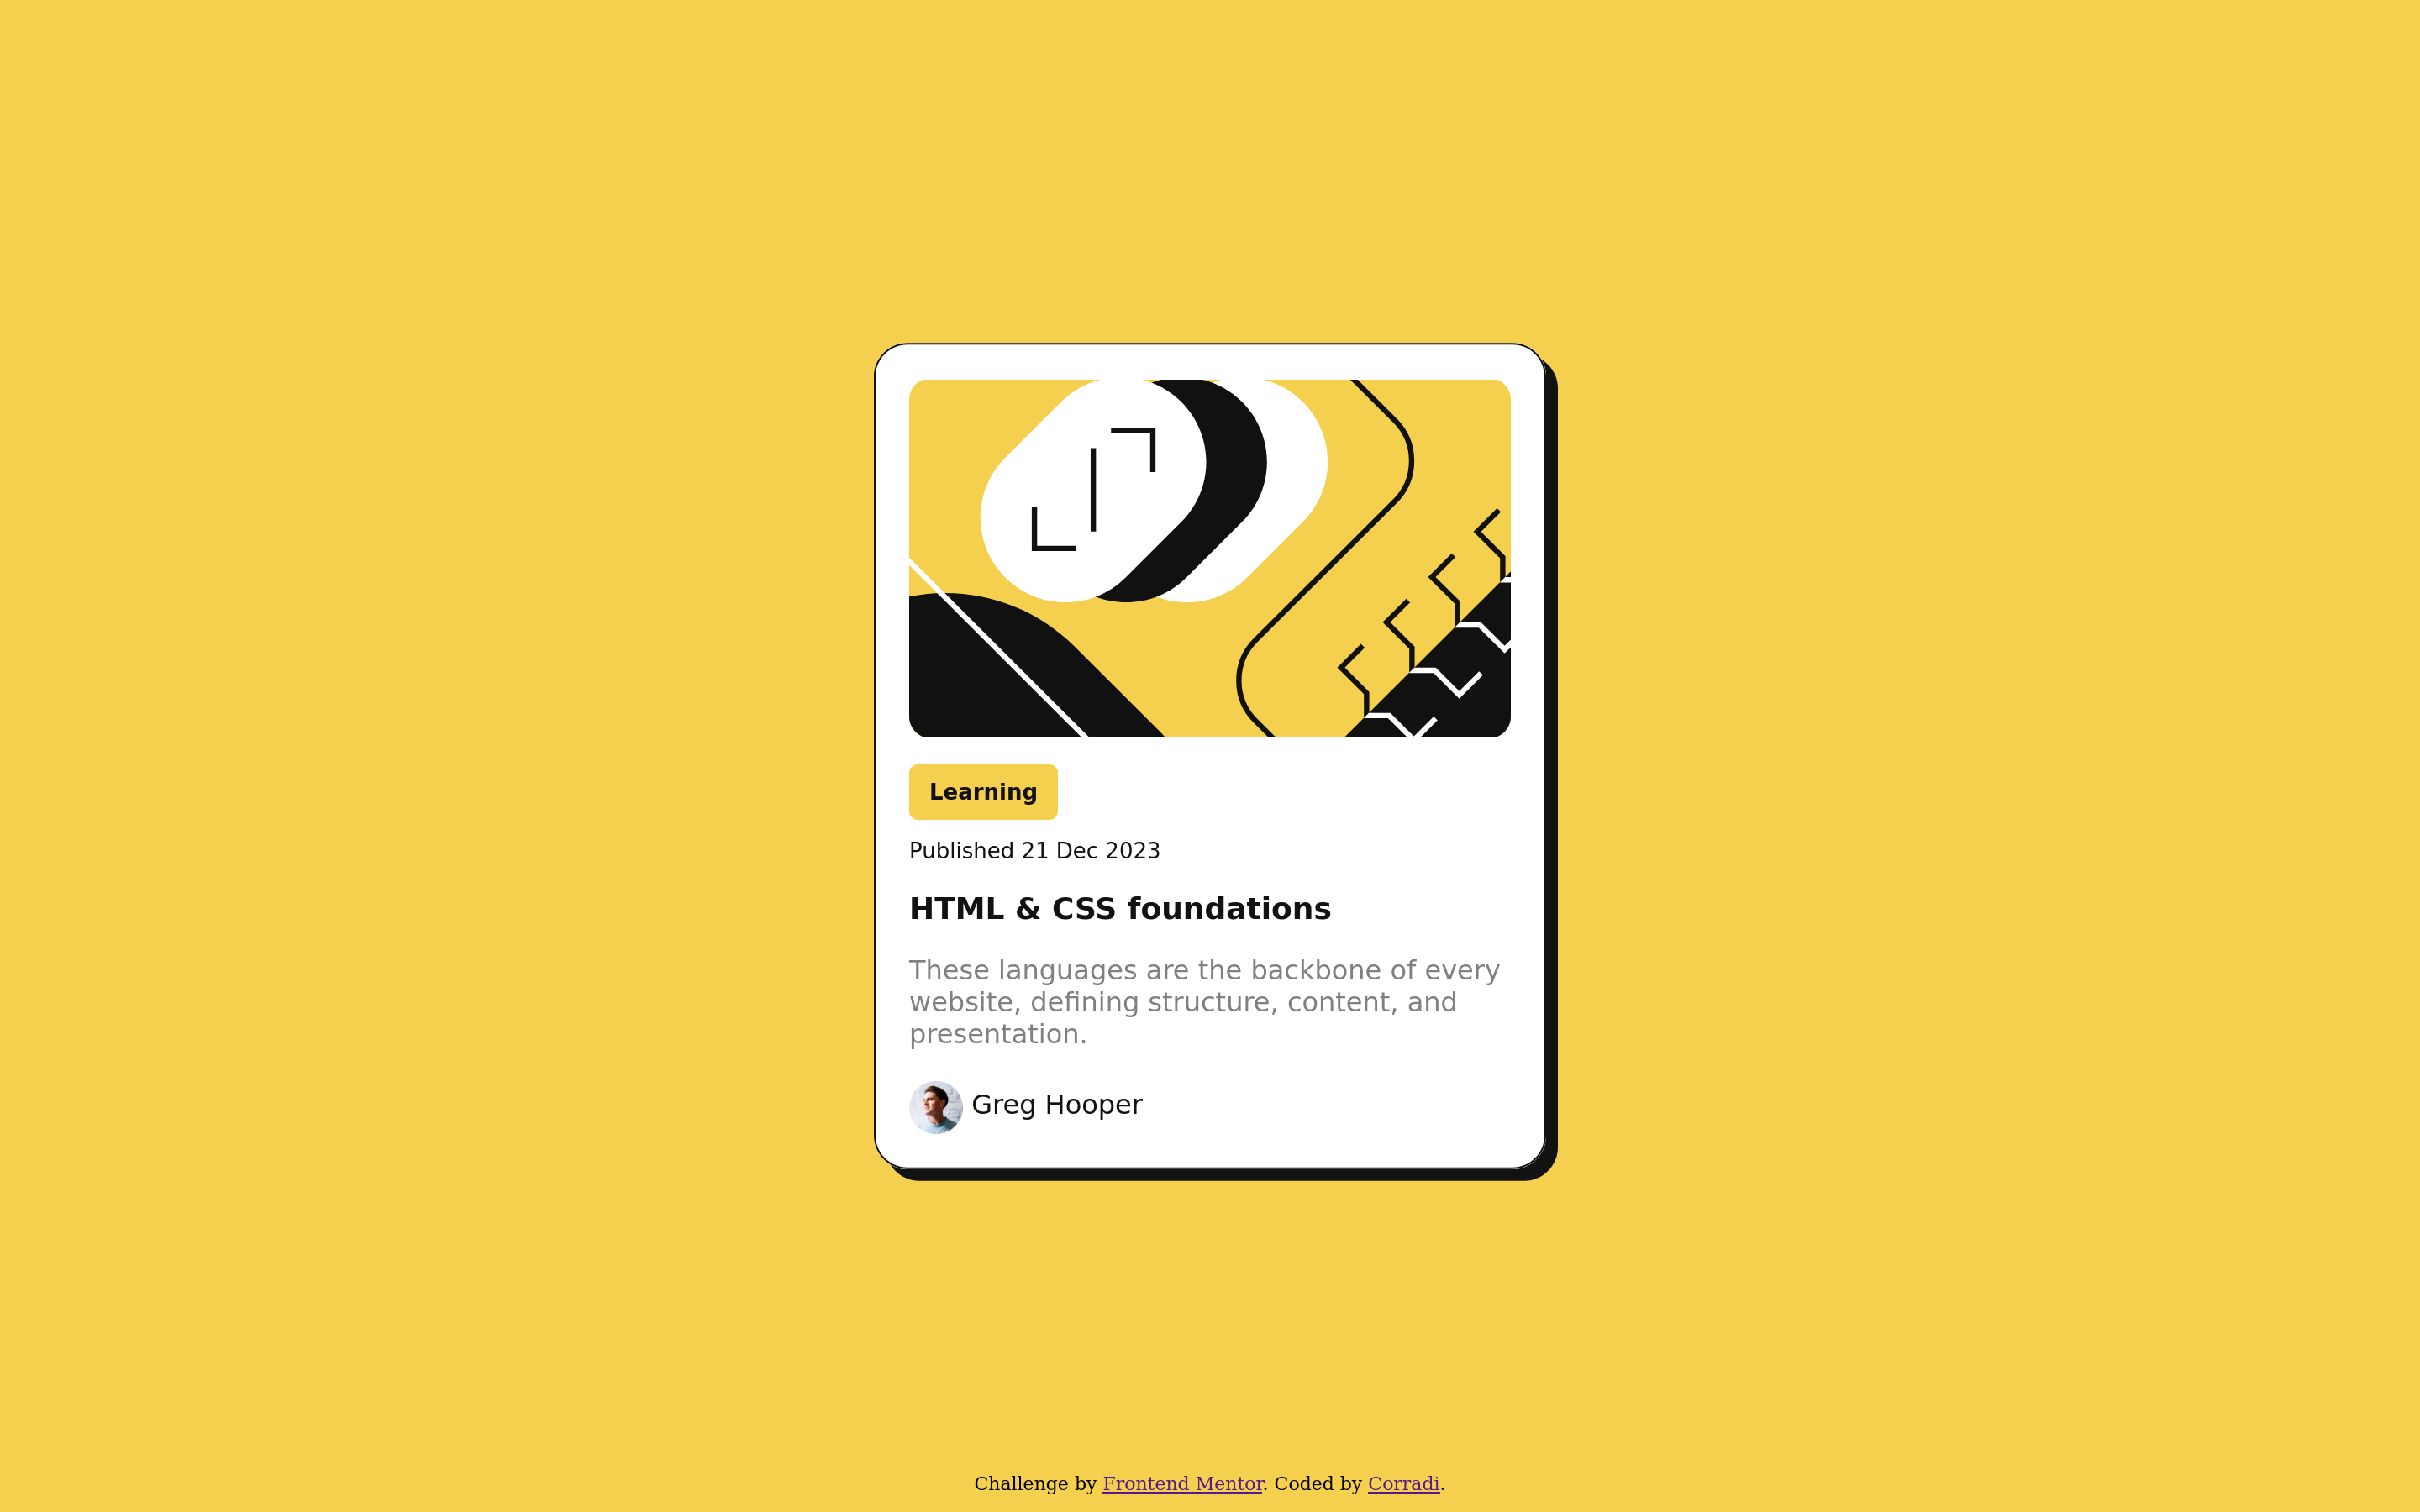 Learning
Published 21 Dec 2023
HTML & CSS foundations
These languages are the backbone of every
website, defining structure, content, and
presentation.
Greg Hooper
Challenge by Frontend Mentor. Coded by Corradi.